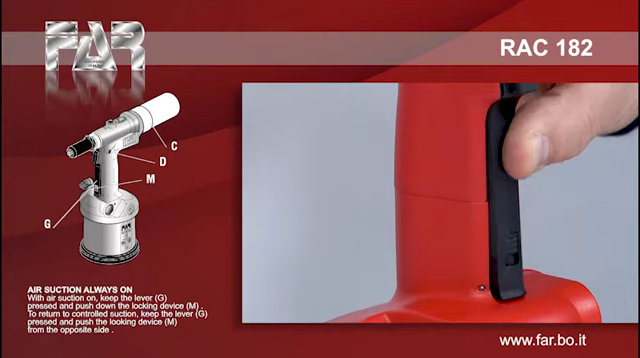 FAR
RAC 182
C
D
M
G
AIR SUCTION ALWAYS ON
With air suction on, keep the lever (G)
pressed and push down the locking device (M) .
To return to controlled suction, keep the lever (G)
pressed and push the looking device (M)
from the opposite side .
www.far.bo.it